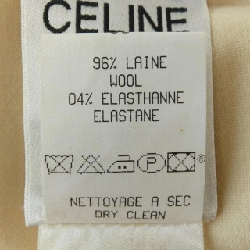 CELINE
96% LAINE
WOOL
04% ELASTHANNE
ELASTANE
P
NETTOYAGE A SEC
DRY CLEAN